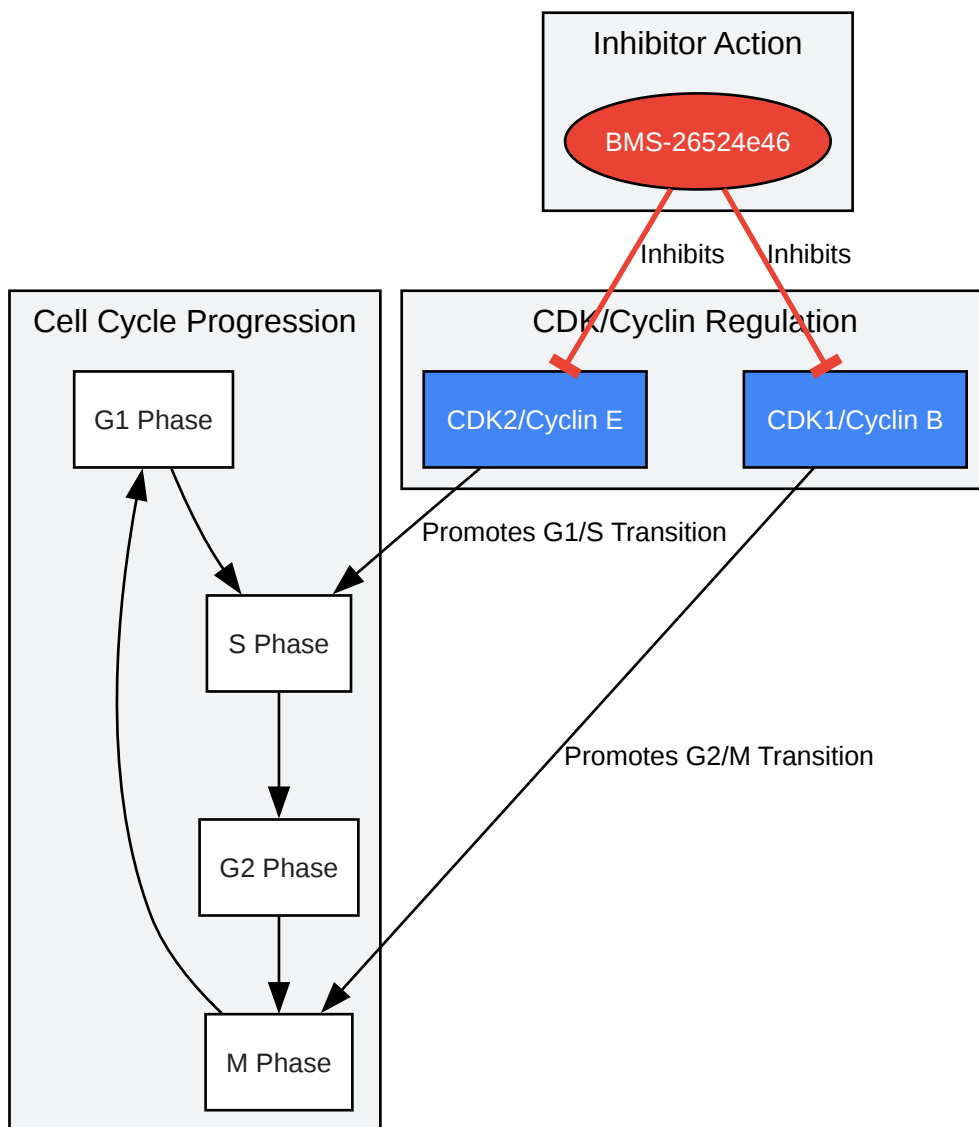 Inhibitor Action
BMS-26524e46
Inhibits
Inhibits
Cell Cycle Progression
CDK/Cyclin Regulation
G1 Phase
CDK2/Cyclin E
CDK1/Cyclin B
Promotes G1/S Transition
S Phase
Promotes G2/M Transition
G2 Phase
M Phase